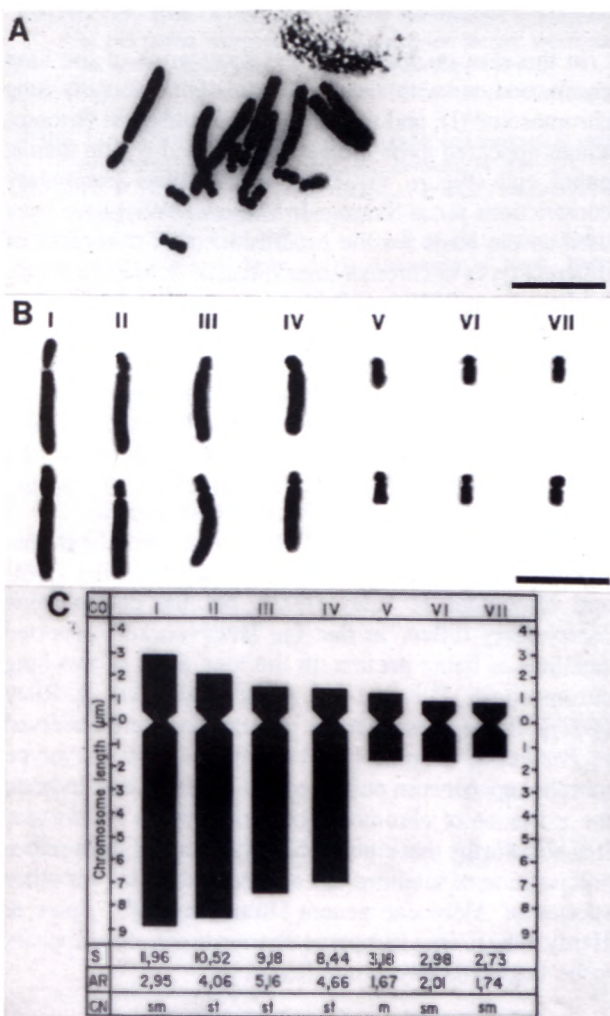 A
B
I II III IV V VI VII
C
CO I II III IV V VI VII
Chromosome length (µm)
4 4
3 3
2 2
1 1
0 0
1 1
2 2
3 3
4 4
5 5
6 6
7 7
8 8
9 9
S 11,96 10,52 9,18 8,44 3,18 2,98 2,73
AR 2,95 4,06 5,16 4,66 1,67 2,01 1,74
CN sm st st st m sm sm